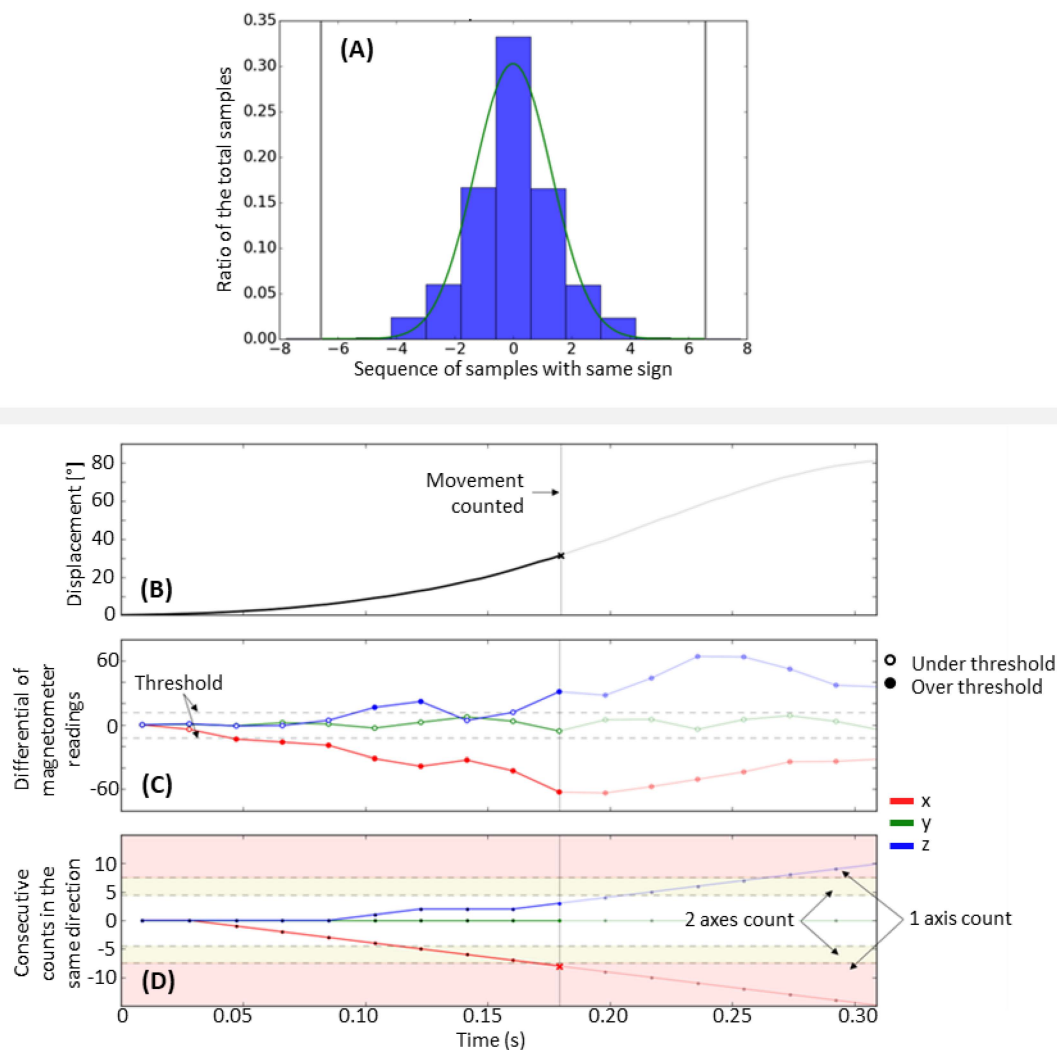 (A)
Ratio of the total samples
0.35
0.30
0.25
0.20
0.15
0.10
0.05
0.00
−8 −6 −4 −2 0 2 4 6 8
Sequence of samples with same sign
(B)
Displacement [°]
80
60
40
20
0
Movement
counted
(C)
Differential of
magnetometer
readings
60
0
-60
Threshold
Under threshold
Over threshold
x
y
z
(D)
Consecutive
counts in the
same direction
10
5
0
-5
-10
2 axes count
1 axis count
0 0.05 0.10 0.15 0.20 0.25 0.30
Time (s)